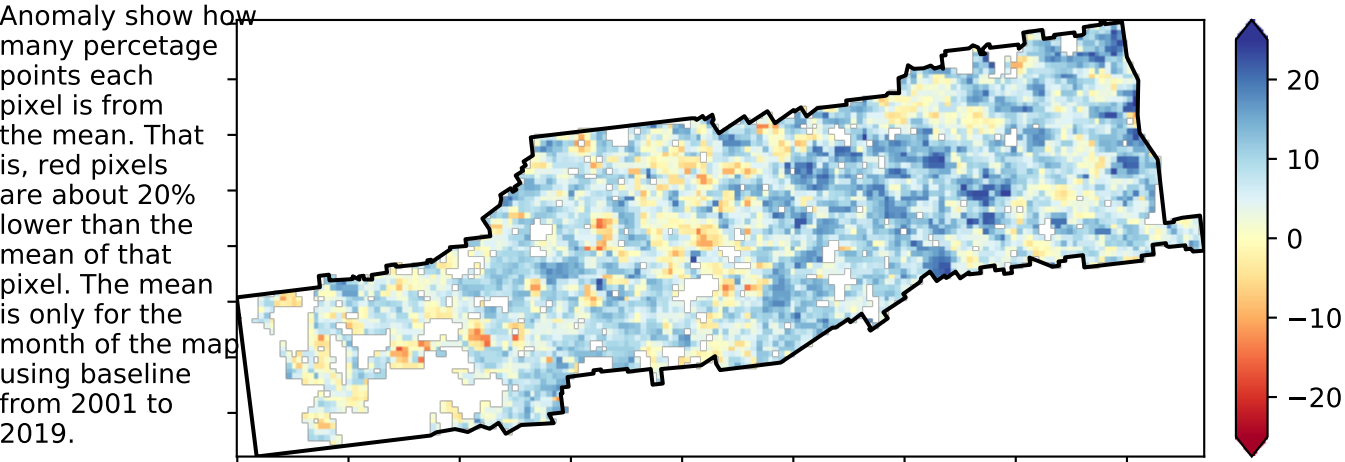 Anomaly show how
many percetage
points each
pixel is from
the mean. That
is, red pixels
are about 20%
lower than the
mean of that
pixel. The mean
is only for the
month of the map
using baseline
from 2001 to
2019.
20
10
0
−10
−20